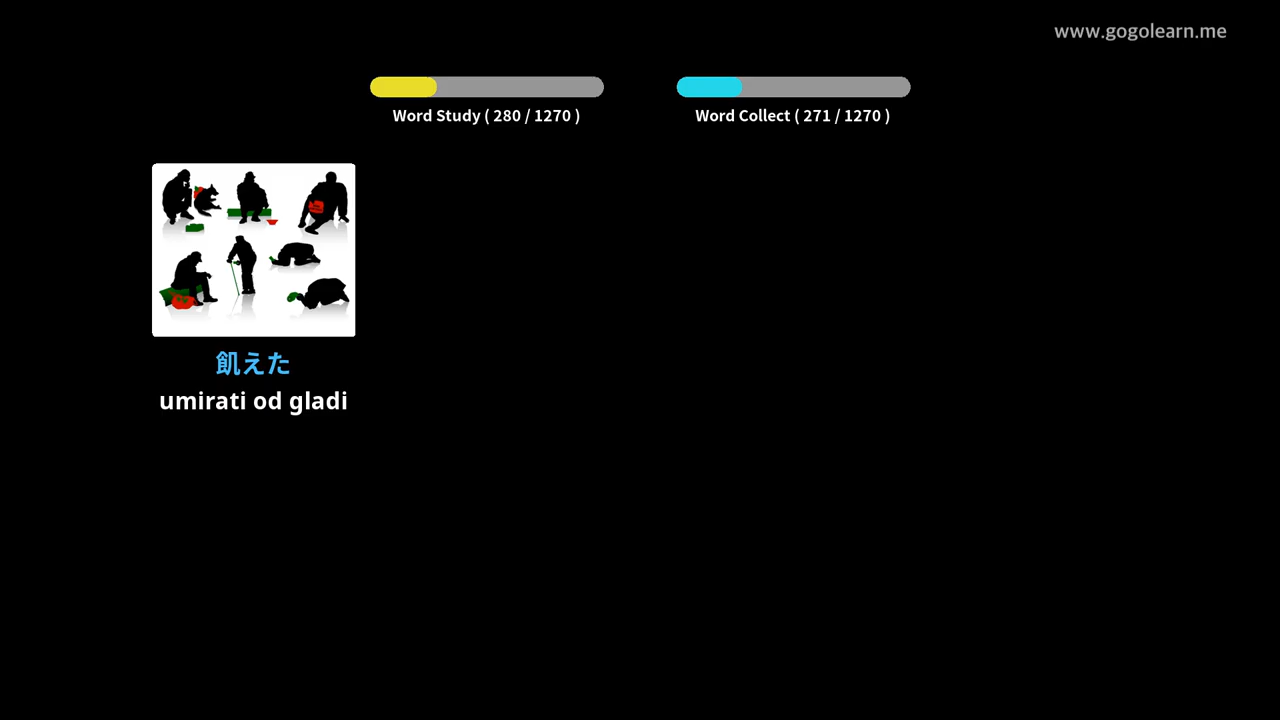 www.gogolearn.me
Word Study ( 280 / 1270 )
Word Collect ( 271 / 1270 )
飢えた
umirati od gladi